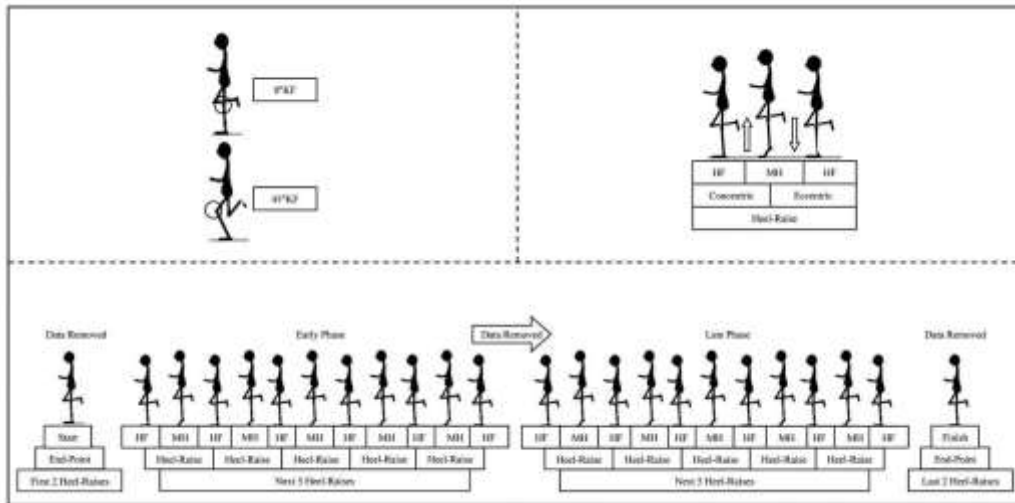 HF MH HF
Concentric Eccentric
Heel-Raise
Data Removed Early Phase Data Removed Late Phase Data Removed
Start HF MH HF MH HF MH HF MH HF MH HF HF MH HF MH HF MH HF MH HF MH HF Finish
End-Point Heel-Raise Heel-Raise Heel-Raise Heel-Raise Heel-Raise Heel-Raise Heel-Raise Heel-Raise Heel-Raise Heel-Raise End-Point
First 2 Heel-Raises Next 5 Heel-Raises Next 5 Heel-Raises Last 2 Heel-Raises